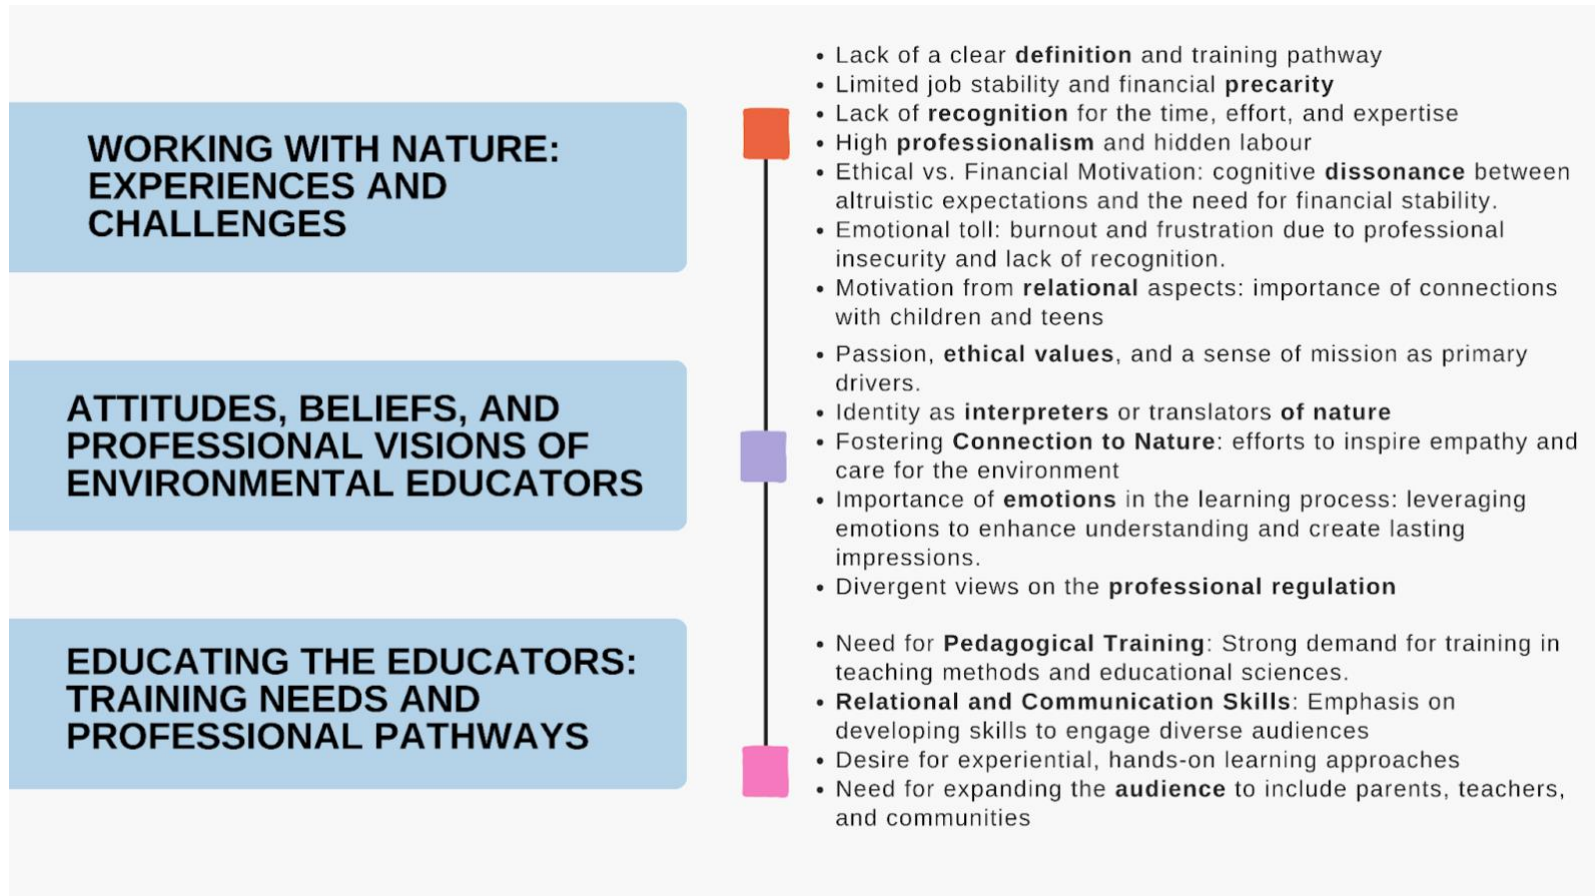 WORKING WITH NATURE:
EXPERIENCES AND
CHALLENGES
• Lack of a clear definition and training pathway
• Limited job stability and financial precarity
• Lack of recognition for the time, effort, and expertise
• High professionalism and hidden labour
• Ethical vs. Financial Motivation: cognitive dissonance between
altruistic expectations and the need for financial stability.
• Emotional toll: burnout and frustration due to professional
insecurity and lack of recognition.
• Motivation from relational aspects: importance of connections
with children and teens
ATTITUDES, BELIEFS, AND
PROFESSIONAL VISIONS OF
ENVIRONMENTAL EDUCATORS
• Passion, ethical values, and a sense of mission as primary
drivers.
• Identity as interpreters or translators of nature
• Fostering Connection to Nature: efforts to inspire empathy and
care for the environment
• Importance of emotions in the learning process: leveraging
emotions to enhance understanding and create lasting
impressions.
• Divergent views on the professional regulation
EDUCATING THE EDUCATORS:
TRAINING NEEDS AND
PROFESSIONAL PATHWAYS
• Need for Pedagogical Training: Strong demand for training in
teaching methods and educational sciences.
• Relational and Communication Skills: Emphasis on
developing skills to engage diverse audiences
• Desire for experiential, hands-on learning approaches
• Need for expanding the audience to include parents, teachers,
and communities